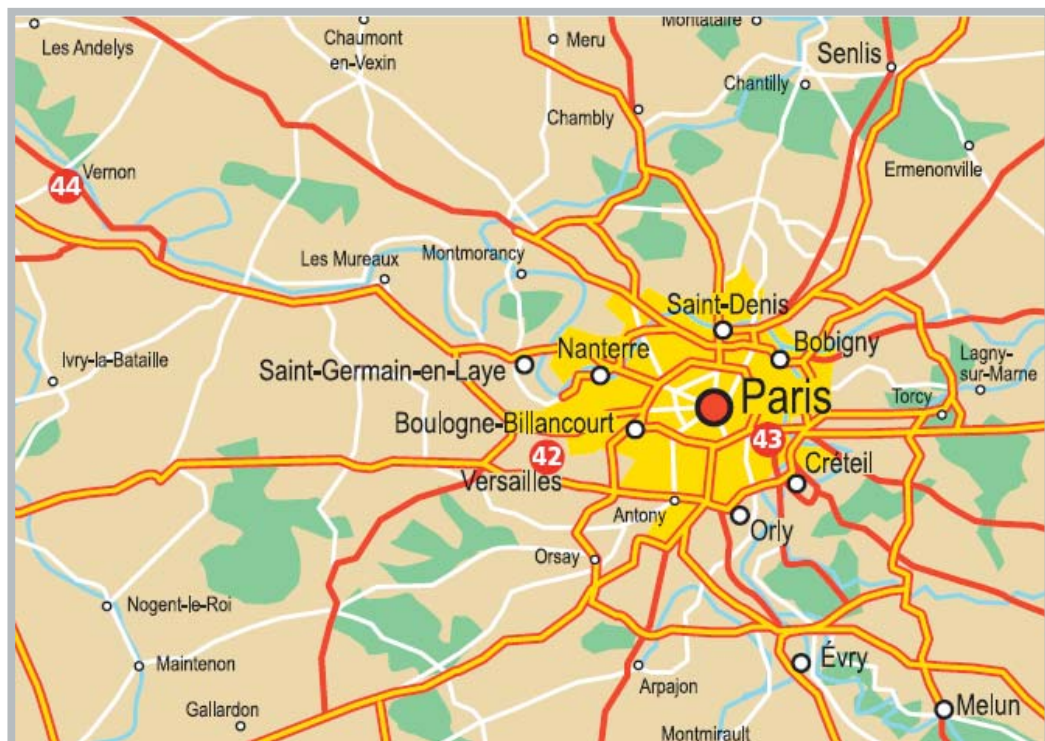 Montataire
Les Andelys
Chaumont
en-Vexin
Meru
Senlis
Chantilly
Chambly
Ermenonville
44
Vernon
Les Mureaux
Montmorancy
Saint-Denis
Ivry-la-Bataille
Saint-Germain-en-Laye
Nanterre
Bobigny
Lagny-
sur-Marne
Paris
Torcy
Boulogne-Billancourt
43
42
Versailles
Créteil
Antony
Orly
Orsay
Nogent-le-Roi
Maintenon
Évry
Arpajon
Gallardon
Melun
Montmirault